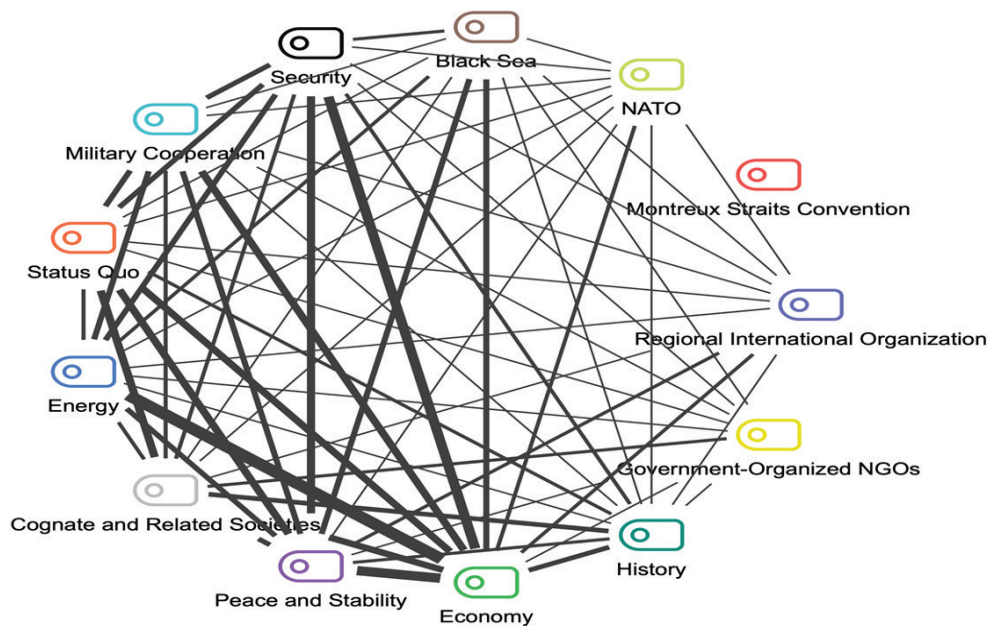 Black Sea
Security
NATO
Military Cooperation
Montreux Straits Convention
Status Quo
Regional International Organization
Energy
Government-Organized NGOs
Cognate and Related Societies
History
Peace and Stability
Economy